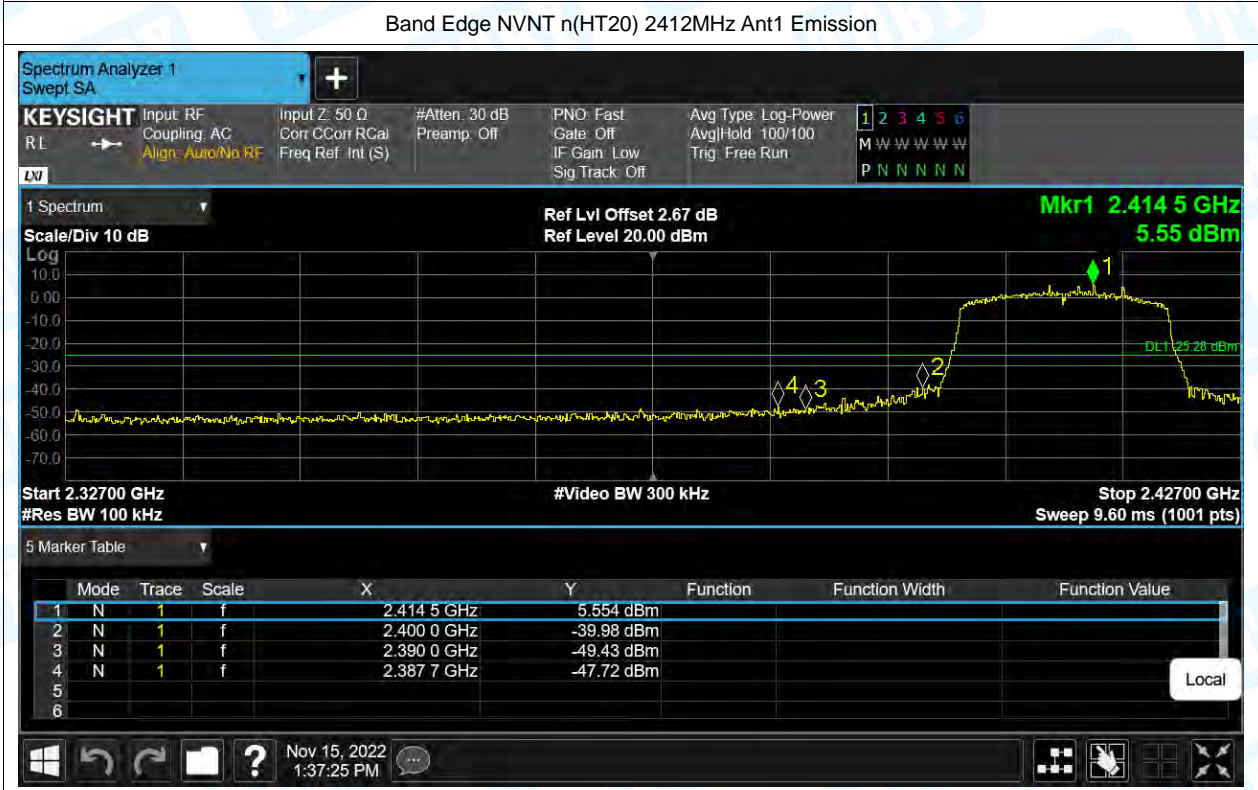 Band Edge NVNT n(HT20) 2412MHz Ant1 Emission
Spectrum Analyzer 1
Swept SA
+
KEYSIGHT
RL
LXI
Input: RF
Coupling: AC
Align: Auto/No RF
Input Z: 50 Ω
Corr CCorr RCal
Freq Ref: Int (S)
#Atten: 30 dB
Preamp: Off
PNO: Fast
Gate: Off
IF Gain: Low
Sig Track: Off
Avg Type: Log-Power
Avg|Hold: 100/100
Trig: Free Run
1 2 3 4 5 6
M W W W W W
P N N N N N
1 Spectrum
Scale/Div 10 dB
Ref Lvl Offset 2.67 dB
Ref Level 20.00 dBm
Mkr1 2.414 5 GHz
5.55 dBm
Log
10.0
0.00
-10.0
-20.0
-30.0
-40.0
-50.0
-60.0
-70.0
1
DL1 -25.28 dBm
2
4 3
Start 2.32700 GHz
#Video BW 300 kHz
Stop 2.42700 GHz
#Res BW 100 kHz
Sweep 9.60 ms (1001 pts)
5 Marker Table
Mode Trace Scale X Y Function Function Width Function Value
1 N 1 f 2.414 5 GHz 5.554 dBm
2 N 1 f 2.400 0 GHz -39.98 dBm
3 N 1 f 2.390 0 GHz -49.43 dBm
4 N 1 f 2.387 7 GHz -47.72 dBm
5
6
Local
?
Nov 15, 2022
1:37:25 PM